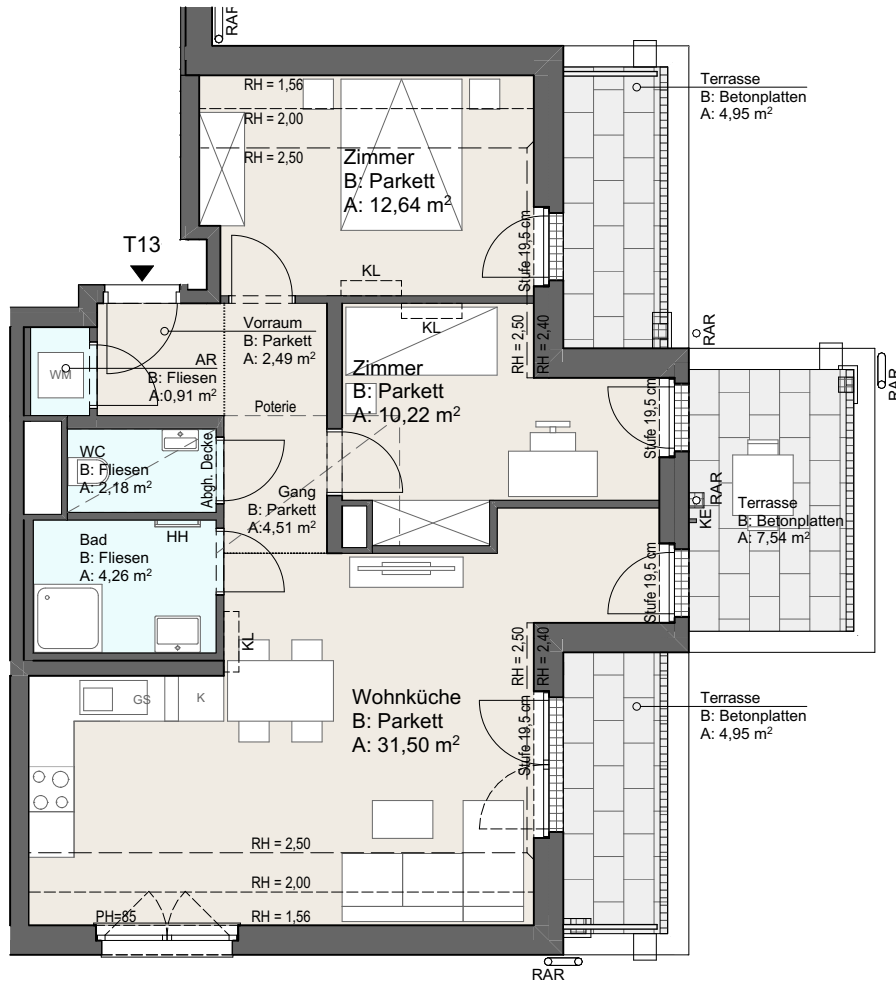 RAR
RH = 1,56
RH = 2,00
RH = 2,50
Zimmer
B: Parkett
A: 12,64 m²
Terrasse
B: Betonplatten
A: 4,95 m²
Stufe 19,5 cm
T13
KL
KL
Vorraum
B: Parkett
A: 2,49 m²
AR
B: Fliesen
A:0,91 m²
WM
Zimmer
B: Parkett
A: 10,22 m²
RH = 2,50
RH = 2,40
RAR
RAR
Stufe 19,5 cm
Poterie
WC
B: Fliesen
A: 2,18 m²
Abgh. Decke
Gang
B: Parkett
A:4,51 m²
KE
RAR
Terrasse
B: Betonplatten
A: 7,54 m²
Bad
B: Fliesen
A: 4,26 m²
HH
Stufe 19,5 cm
KL
RH = 2,50
RH = 2,40
GS
K
Wohnküche
B: Parkett
A: 31,50 m²
Stufe 19,5 cm
Terrasse
B: Betonplatten
A: 4,95 m²
RH = 2,50
RH = 2,00
PH=85
RH = 1,56
RAR